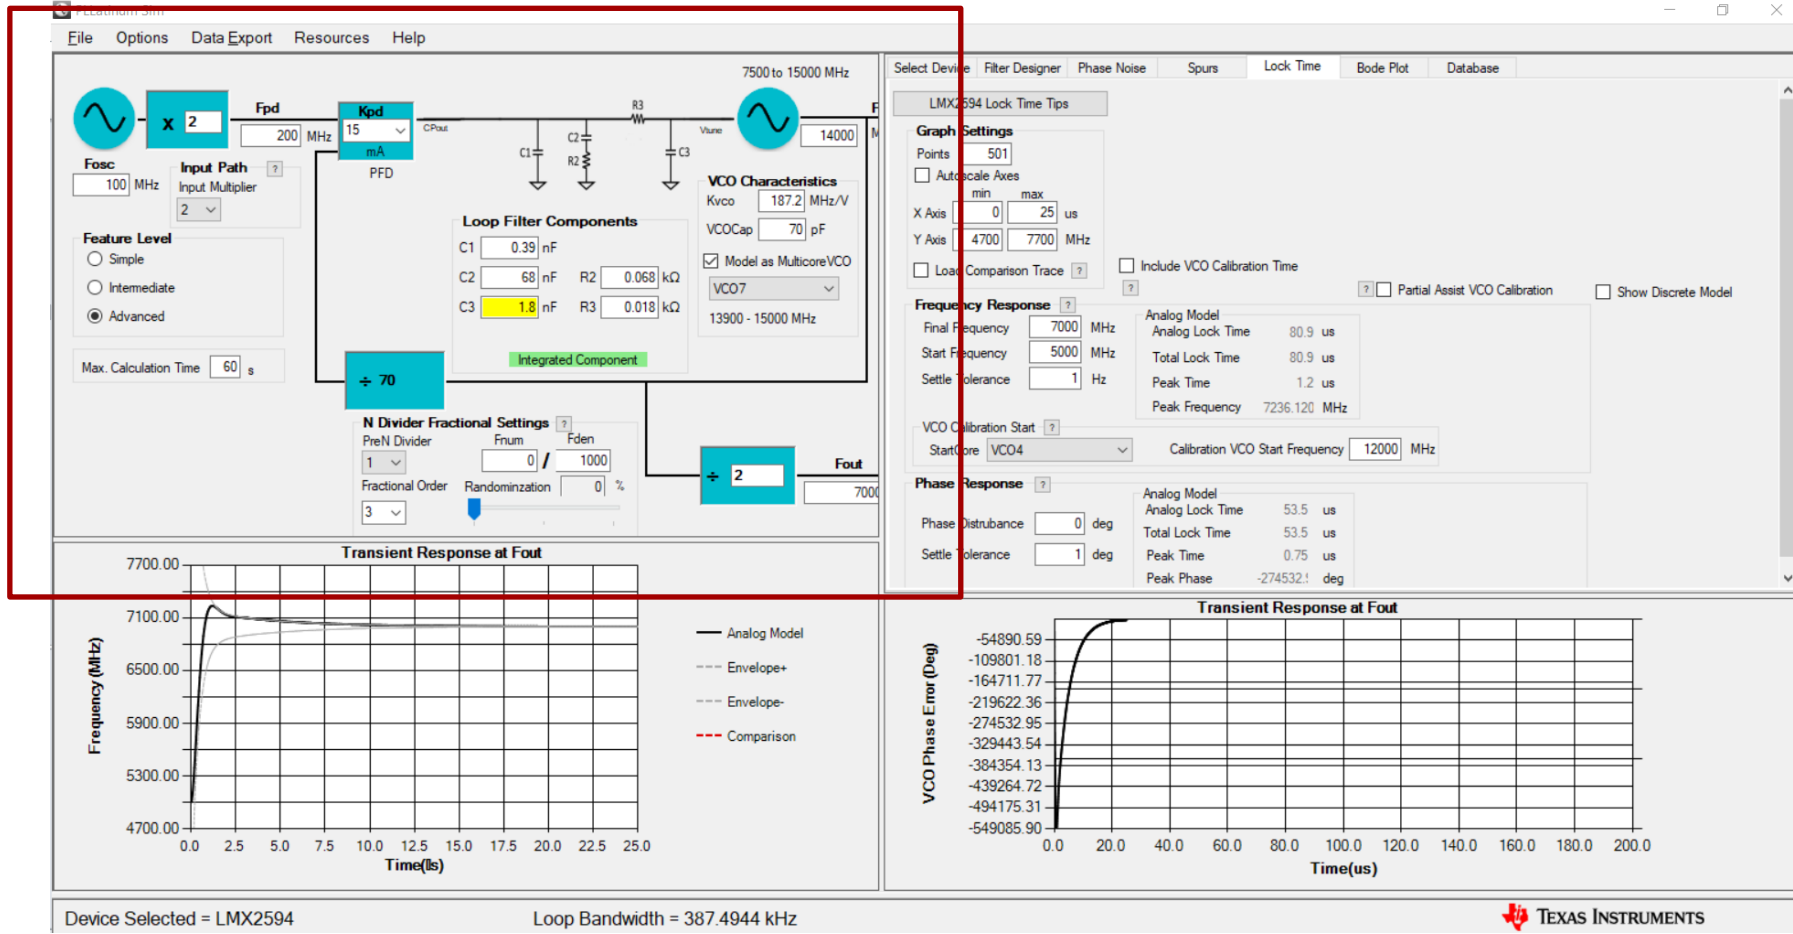 PLLatinum Sim
File Options Data Export Resources Help
7500 to 15000 MHz
x 2
Fpd
200 MHz
Kpd
15
mA
PFD
CPout
C1
C2
R2
R3
C3
Vtune
14000
Fosc
100 MHz
Input Path ?
Input Multiplier
2
Feature Level
Simple
Intermediate
Advanced
Max. Calculation Time 60 s
Loop Filter Components
C1 0.39 nF
C2 68 nF R2 0.068 kΩ
C3 1.8 nF R3 0.018 kΩ
Integrated Component
VCO Characteristics
Kvco 187.2 MHz/V
VCOCap 70 pF
Model as MulticoreVCO
VCO7
13900 - 15000 MHz
÷ 70
N Divider Fractional Settings ?
PreN Divider Fnum Fden
1 0 / 1000
Fractional Order Randominzation 0 %
3
÷ 2
Fout
7000
Select Device Filter Designer Phase Noise Spurs Lock Time Bode Plot Database
LMX2594 Lock Time Tips
Graph Settings
Points 501
Autoscale Axes
min max
X Axis 0 25 us
Y Axis 4700 7700 MHz
Load Comparison Trace ?
Include VCO Calibration Time
?
? Partial Assist VCO Calibration
Show Discrete Model
Frequency Response ?
Final Frequency 7000 MHz
Start Frequency 5000 MHz
Settle Tolerance 1 Hz
Analog Model
Analog Lock Time 80.9 us
Total Lock Time 80.9 us
Peak Time 1.2 us
Peak Frequency 7236.120 MHz
VCO Calibration Start ?
StartCore VCO4
Calibration VCO Start Frequency 12000 MHz
Phase Response ?
Phase Distrubance 0 deg
Settle Tolerance 1 deg
Analog Model
Analog Lock Time 53.5 us
Total Lock Time 53.5 us
Peak Time 0.75 us
Peak Phase -274532. deg
Transient Response at Fout
Frequency (MHz)
7700.00
7100.00
6500.00
5900.00
5300.00
4700.00
0.0 2.5 5.0 7.5 10.0 12.5 15.0 17.5 20.0 22.5 25.0
Analog Model
Envelope+
Envelope-
Comparison
Transient Response at Fout
VCO Phase Error (Deg)
-54890.59
-109801.18
-164711.77
-219622.36
-274532.95
-329443.54
-384354.13
-439264.72
-494175.31
-549085.90
0.0 20.0 40.0 60.0 80.0 100.0 120.0 140.0 160.0 180.0 200.0
Time(us)
Device Selected = LMX2594
Loop Bandwidth = 387.4944 kHz
TEXAS INSTRUMENTS